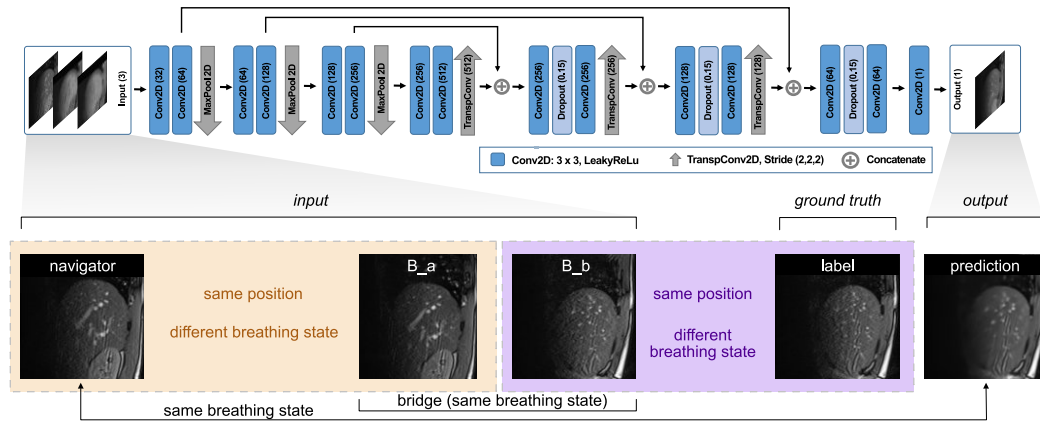 Input (3)
Conv2D (32)
Conv2D (64)
MaxPool 2D
Conv2D (64)
Conv2D (128)
MaxPool 2D
Conv2D (128)
Conv2D (256)
MaxPool 2D
Conv2D (256)
Conv2D (512)
TranspConv (512)
Conv2D (256)
Dropout (0.15)
Conv2D (256)
TranspConv (256)
Conv2D (128)
Dropout (0.15)
Conv2D (128)
TranspConv (128)
Conv2D (64)
Dropout (0.15)
Conv2D (64)
Conv2D (1)
Output (1)
Conv2D: 3 x 3, LeakyReLu
TranspConv2D, Stride (2,2,2)
Concatenate
input
ground truth
output
navigator
B_a
B_b
label
prediction
same position
different breathing state
same position
different
breathing state
same breathing state
bridge (same breathing state)